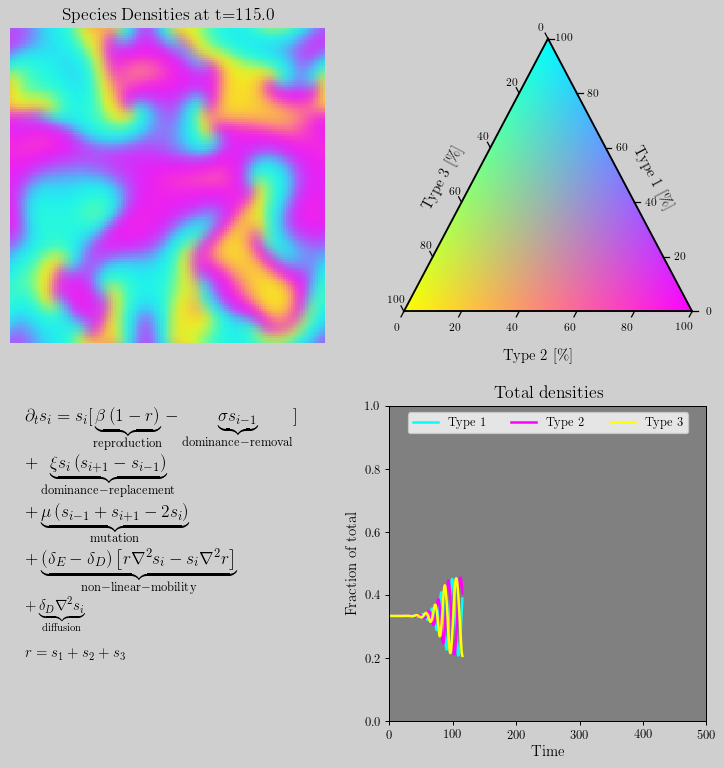 Species Densities at t=115.0
0
100
20
80
40
60
Type 3 [%]
Type 1 [%]
60
40
80
20
100
0
0 20 40 60 80 100
Type 2 [%]
∂ₜsᵢ = sᵢ[β (1 − r) − σsᵢ₋₁ ]
reproduction dominance−removal
+ ξsᵢ (sᵢ₊₁ − sᵢ₋₁)
dominance−replacement
+ μ (sᵢ₋₁ + sᵢ₊₁ − 2sᵢ)
mutation
+ (δ_E − δ_D) [r∇²sᵢ − sᵢ∇²r]
non−linear−mobility
+ δ_D∇²sᵢ
diffusion
r = s₁ + s₂ + s₃
Total densities
Type 1 Type 2 Type 3
1.0
0.8
0.6
0.4
0.2
0.0
Fraction of total
0 100 200 300 400 500
Time